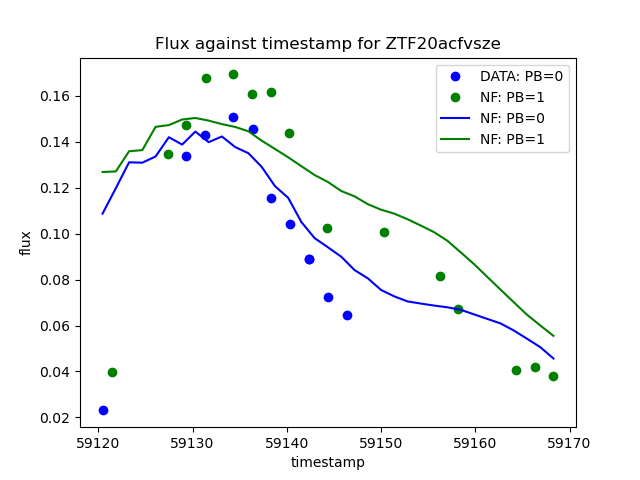 Flux against timestamp for ZTF20acfvsze
DATA: PB=0
NF: PB=1
NF: PB=0
NF: PB=1
flux
0.16
0.14
0.12
0.10
0.08
0.06
0.04
0.02
59120 59130 59140 59150 59160 59170
timestamp